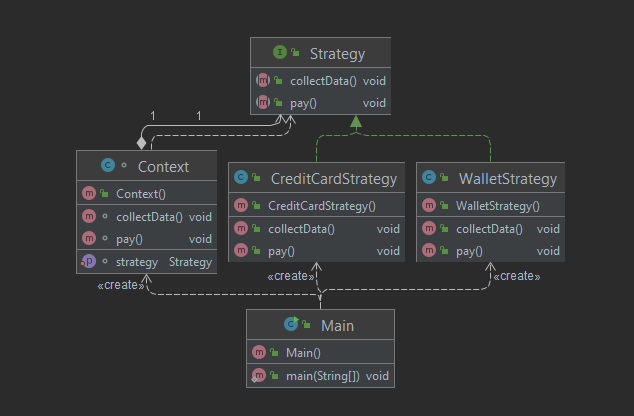 Strategy
collectData() void
pay() void
1 1
Context
Context()
collectData() void
pay() void
strategy Strategy
CreditCardStrategy
CreditCardStrategy()
collectData() void
pay() void
WalletStrategy
WalletStrategy()
collectData() void
pay() void
«create»
«create»
«create»
Main
Main()
main(String[]) void